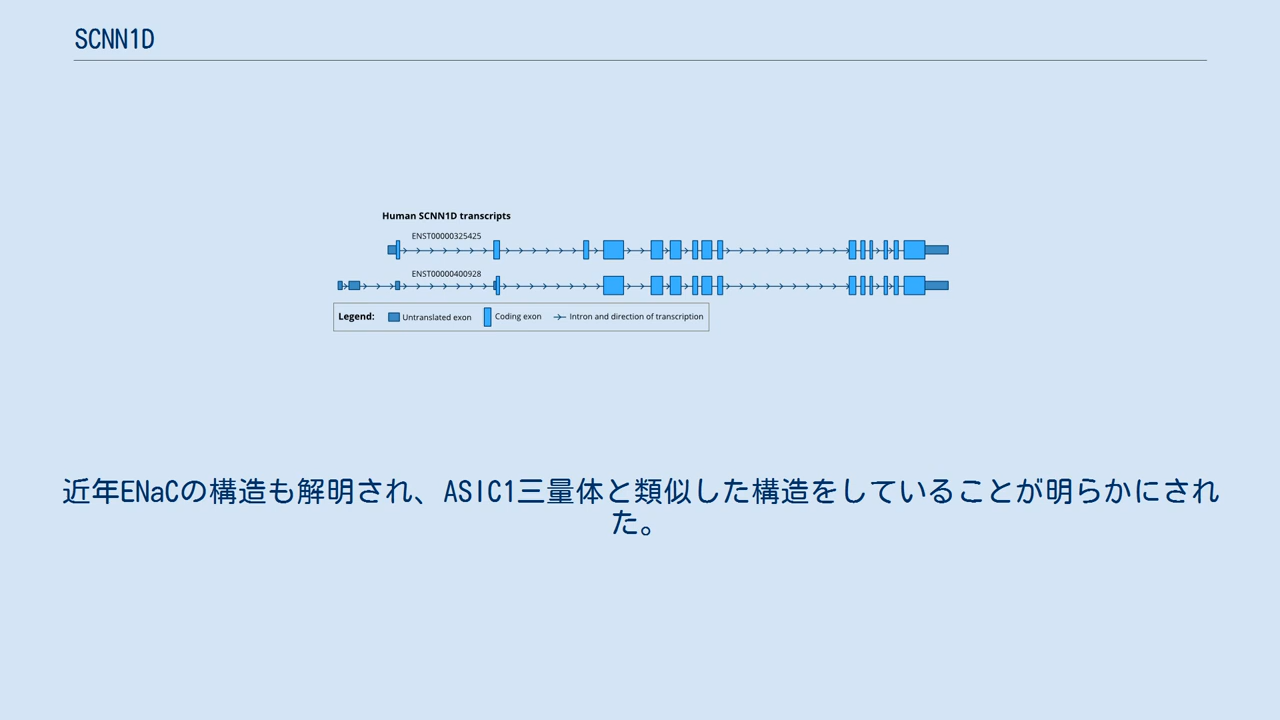 SCNN1D
Human SCNN1D transcripts
ENST00000325425
ENST00000400928
Legend: Untranslated exon Coding exon Intron and direction of transcription
近年ENaCの構造も解明され、ASIC1三量体と類似した構造をしていることが明らかにされ
た。